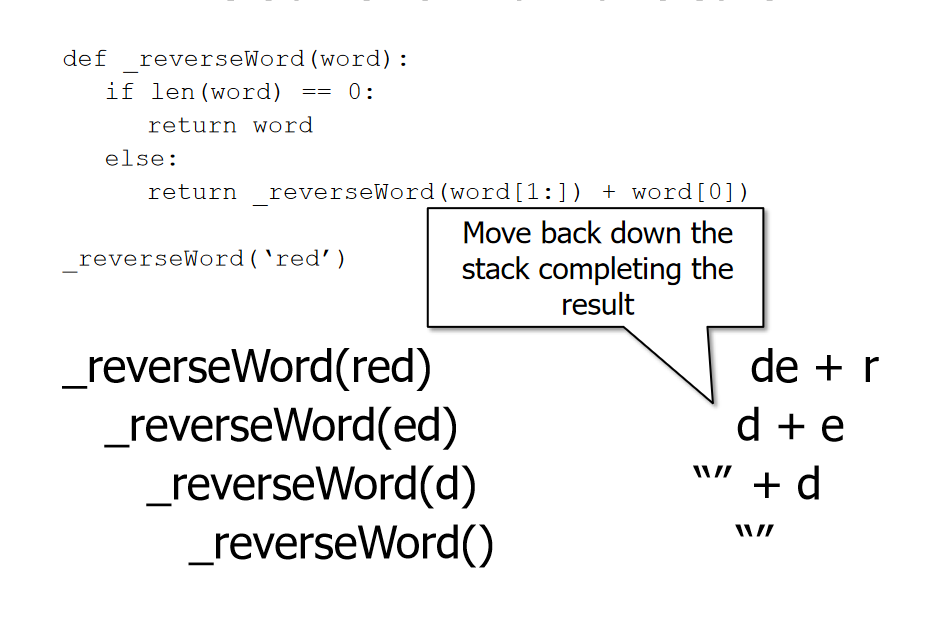 def _reverseWord(word):
if len(word) == 0:
return word
else:
return _reverseWord(word[1:]) + word[0])
_reverseWord(‘red’)
Move back down the
stack completing the
result
_reverseWord(red) de + r
_reverseWord(ed) d + e
_reverseWord(d) “” + d
_reverseWord() “”